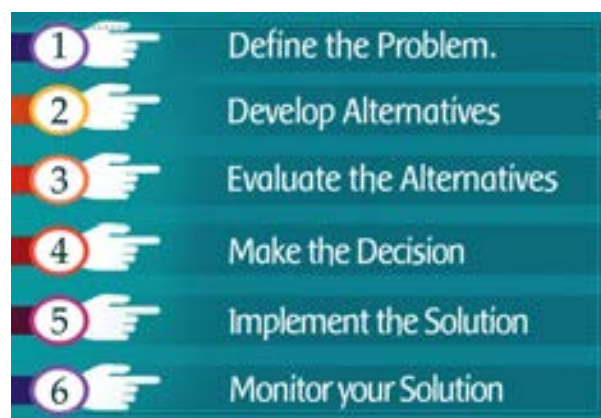 1 Define the Problem.
2 Develop Alternatives
3 Evaluate the Alternatives
4 Make the Decision
5 Implement the Solution
6 Monitor your Solution